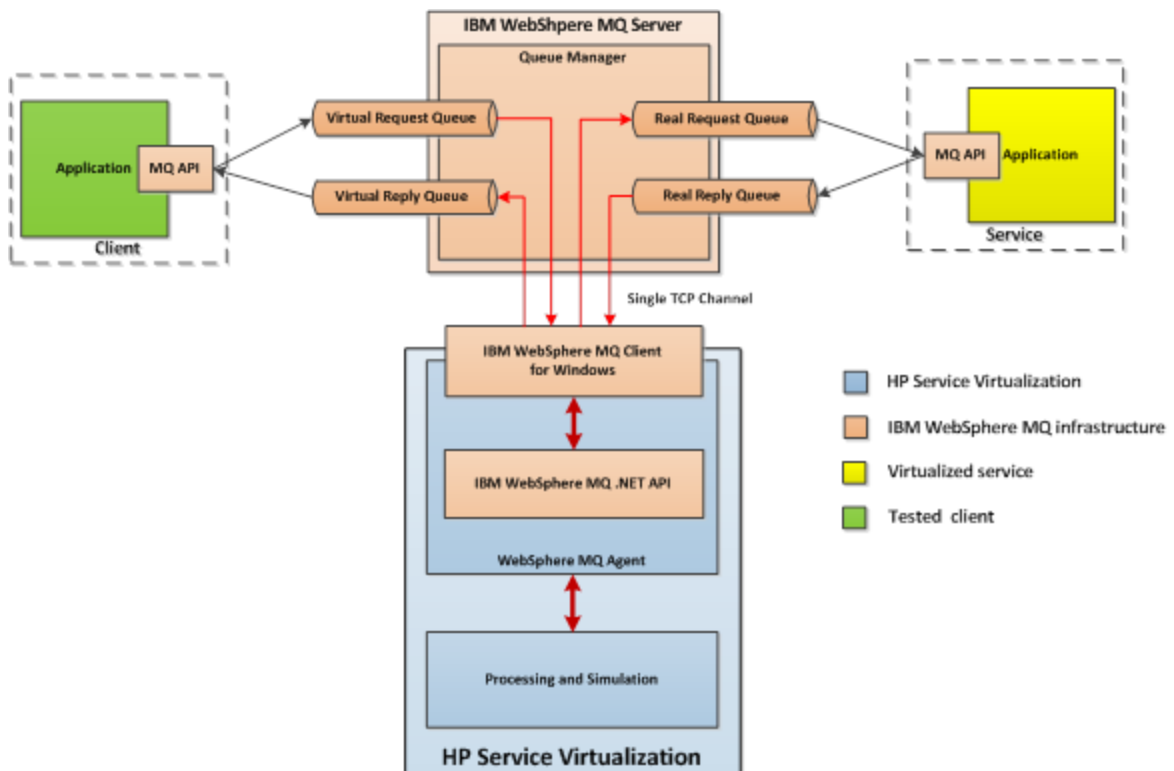 IBM WebShpere MQ Server
Queue Manager
Virtual Request Queue
Real Request Queue
Application
MQ API
MQ API
Application
Virtual Reply Queue
Real Reply Queue
Client
Service
Single TCP Channel
IBM WebSphere MQ Client
for Windows
HP Service Virtualization
IBM WebSphere MQ infrastructure
IBM WebSphere MQ .NET API
Virtualized service
Tested client
WebSphere MQ Agent
Processing and Simulation
HP Service Virtualization